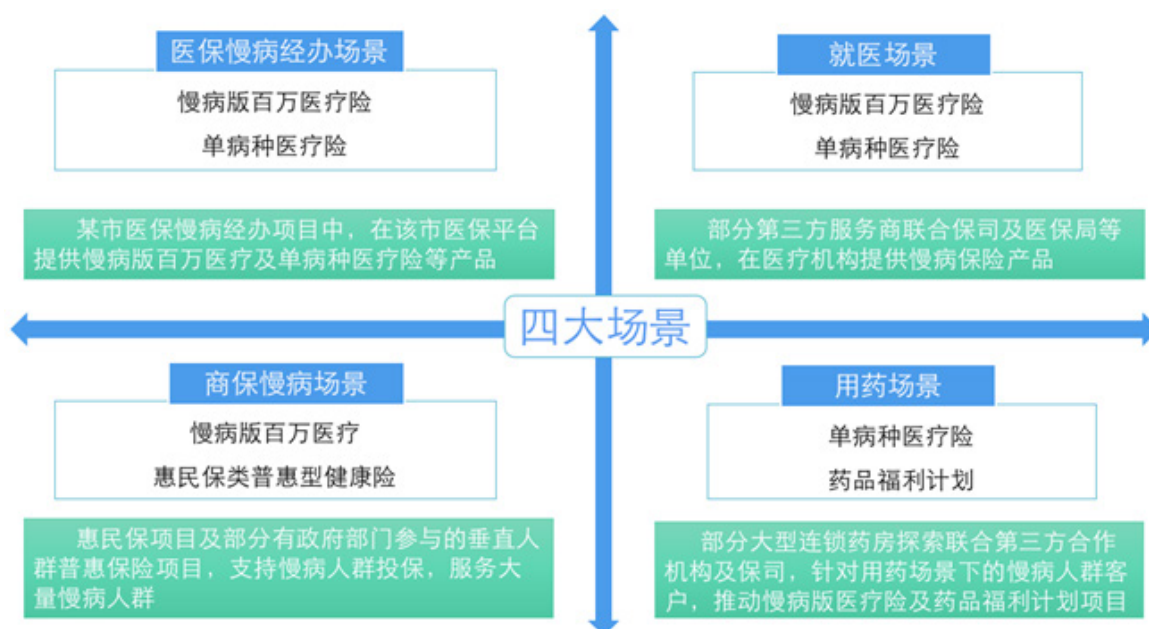 医保慢病经办场景
慢病版百万医疗险
单病种医疗险
某市医保慢病经办项目中，在该市医保平台
提供慢病版百万医疗及单病种医疗险等产品
就医场景
慢病版百万医疗险
单病种医疗险
部分第三方服务商联合保司及医保局等
单位，在医疗机构提供慢病保险产品
四大场景
商保慢病场景
慢病版百万医疗
惠民保类普惠型健康险
惠民保项目及部分有政府部门参与的垂直人
群普惠保险项目，支持慢病人群投保，服务大
量慢病人群
用药场景
单病种医疗险
药品福利计划
部分大型连锁药房探索联合第三方合作
机构及保司，针对用药场景下的慢病人群客
户，推动慢病版医疗险及药品福利计划项目